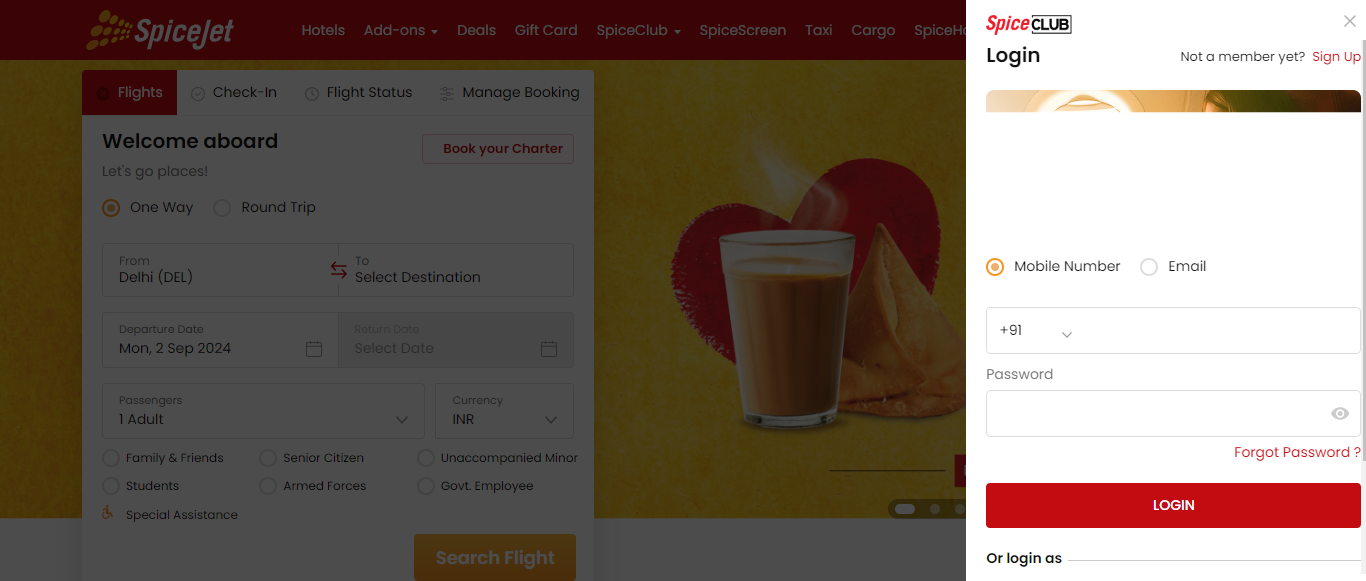 SpiceJet
Hotels Add-ons Deals Gift Card SpiceClub SpiceScreen Taxi Cargo
Flights Check-In Flight Status Manage Booking
Welcome aboard
Book your Charter
Let's go places!
One Way Round Trip
From
Delhi (DEL)
To
Select Destination
Departure Date
Mon, 2 Sep 2024
Return Date
Select Date
Passengers
1 Adult
Currency
INR
Family & Friends Senior Citizen Unaccompanied Minor
Students Armed Forces Govt. Employee
Special Assistance
Search Flight
SpiceCLUB
Login
Not a member yet? Sign Up
Mobile Number Email
+91
Password
Forgot Password ?
LOGIN
Or login as